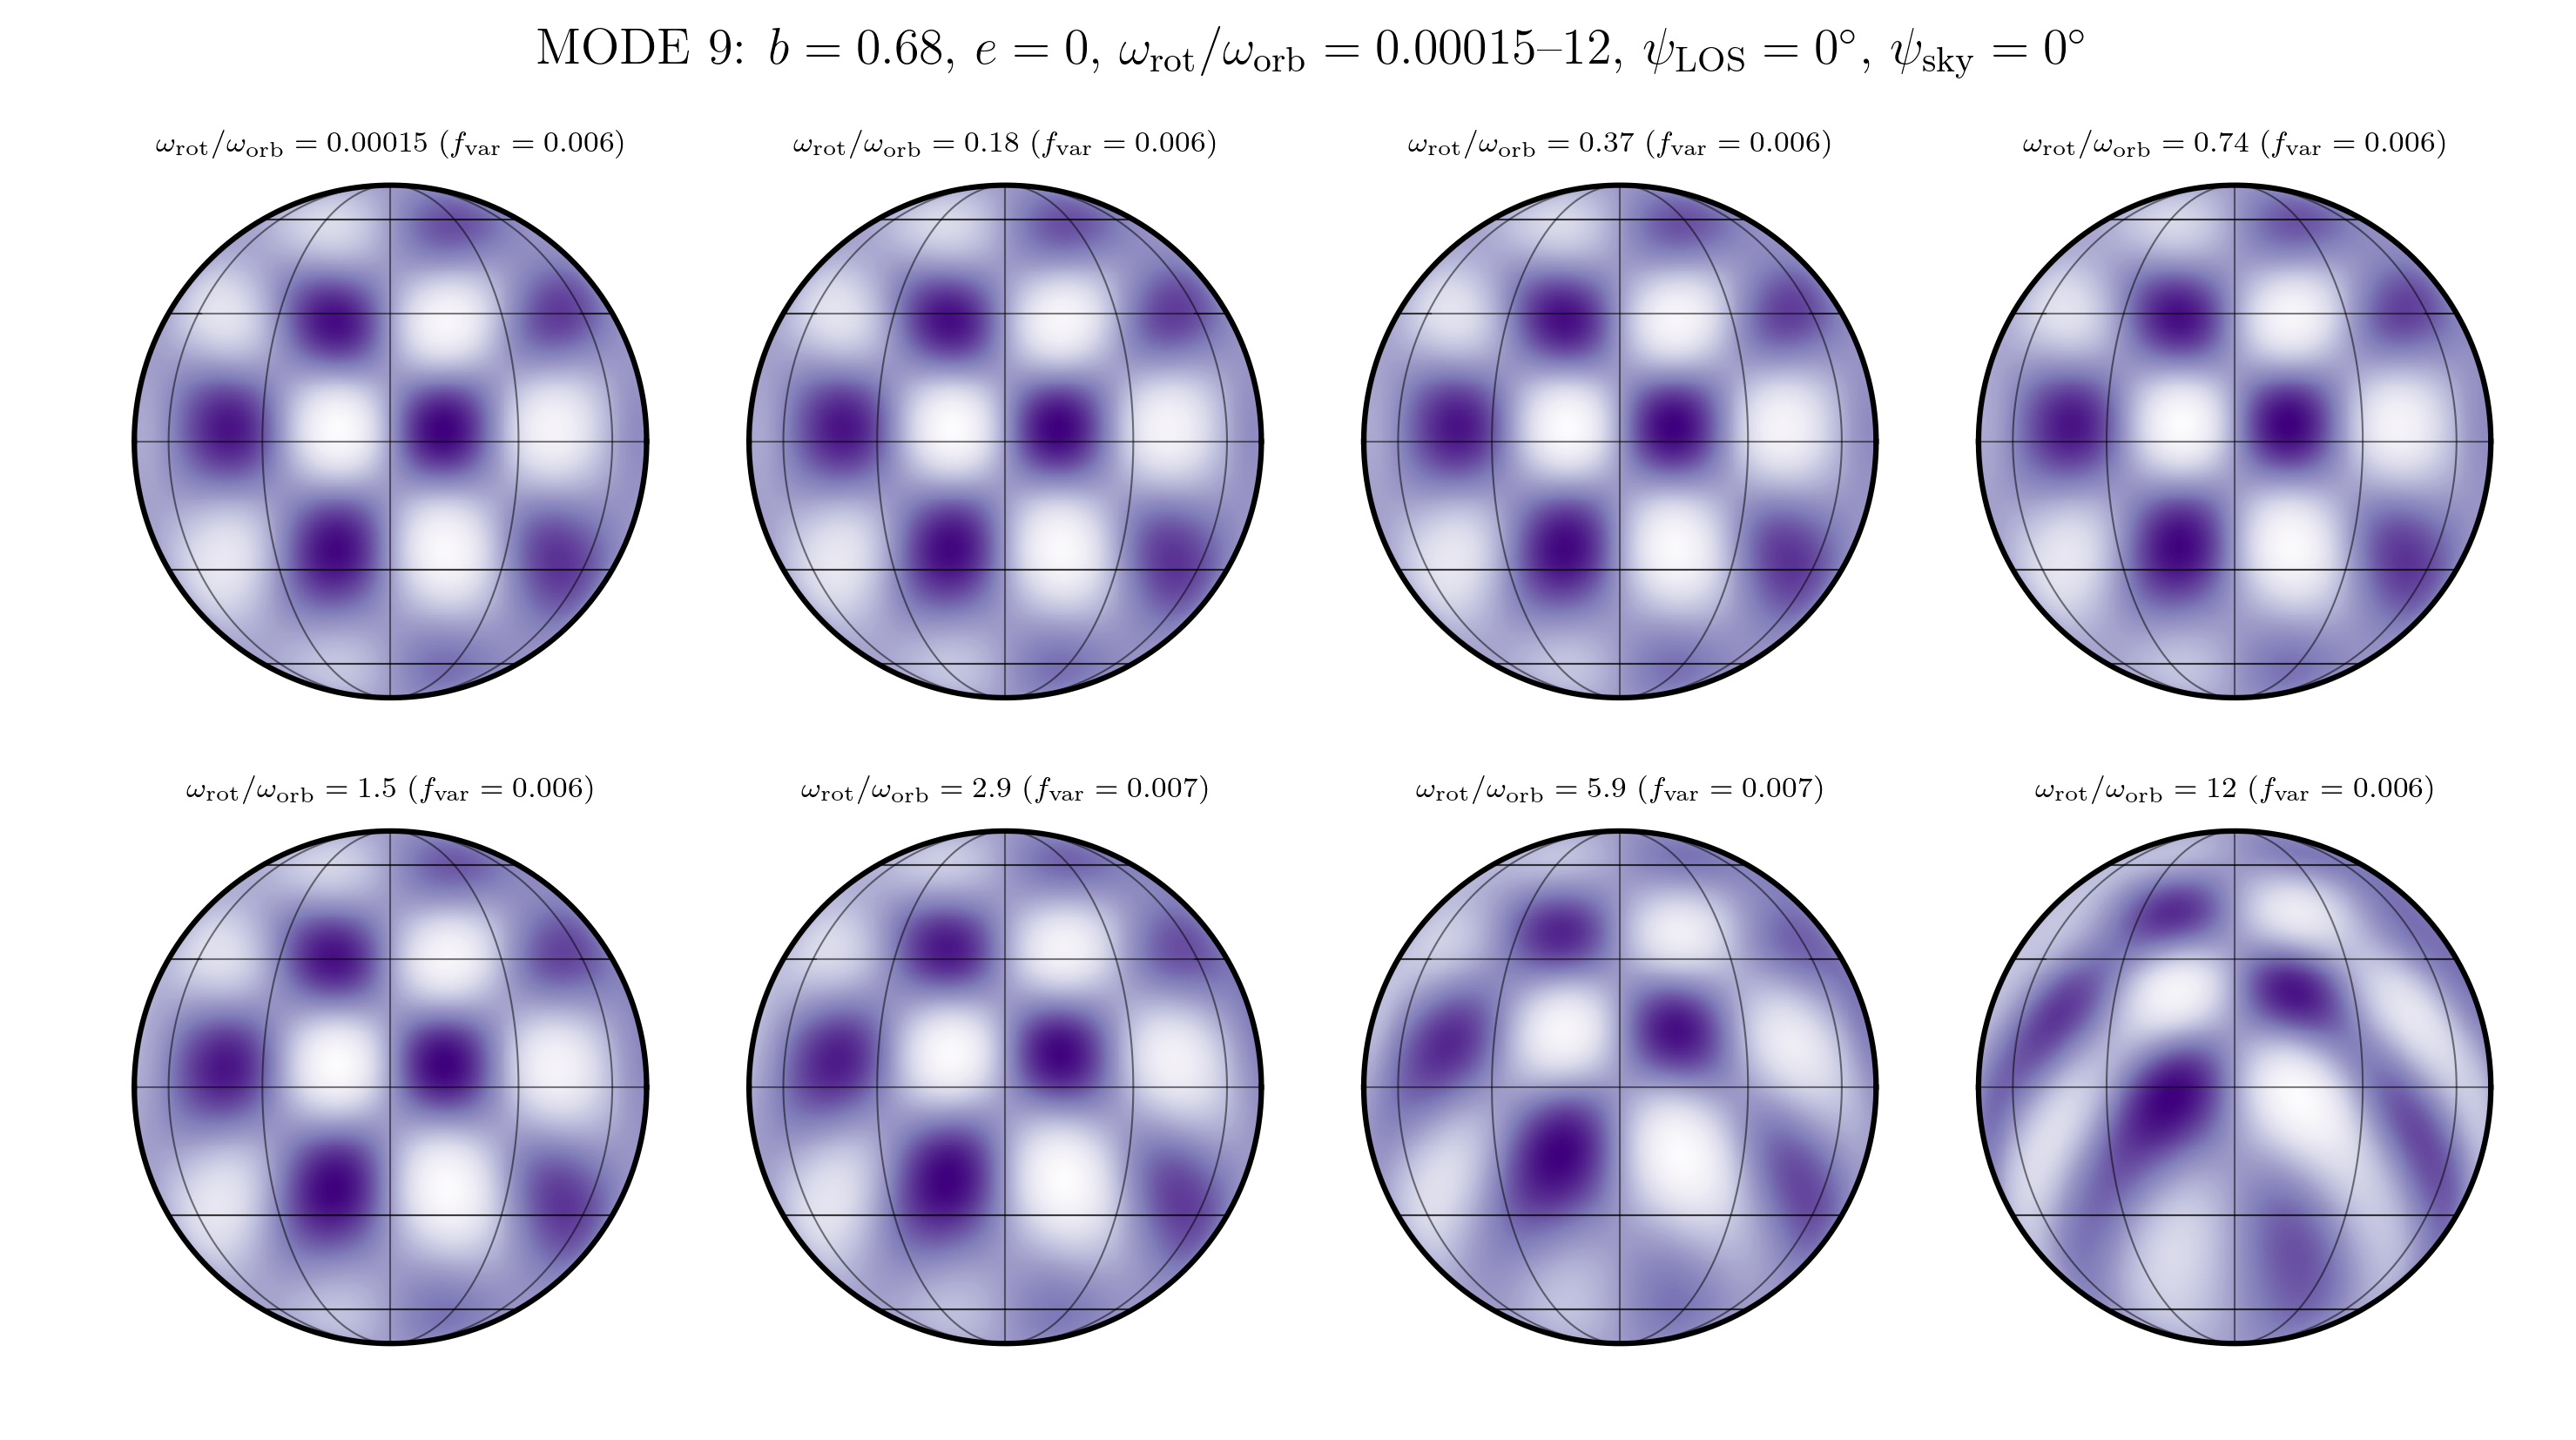 MODE 9: b = 0.68, e = 0, ω_rot/ω_orb = 0.00015–12, ψ_LOS = 0°, ψ_sky = 0°
ω_rot/ω_orb = 0.00015 (f_var = 0.006)
ω_rot/ω_orb = 0.18 (f_var = 0.006)
ω_rot/ω_orb = 0.37 (f_var = 0.006)
ω_rot/ω_orb = 0.74 (f_var = 0.006)
ω_rot/ω_orb = 1.5 (f_var = 0.006)
ω_rot/ω_orb = 2.9 (f_var = 0.007)
ω_rot/ω_orb = 5.9 (f_var = 0.007)
ω_rot/ω_orb = 12 (f_var = 0.006)